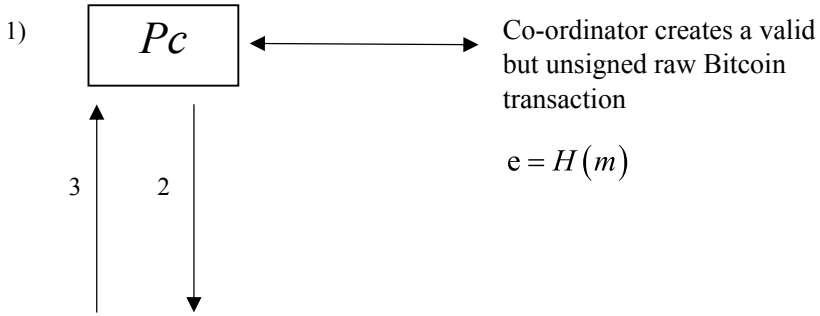 1)
Pc
Co-ordinator creates a valid
but unsigned raw Bitcoin
transaction
e = H(m)
3
2